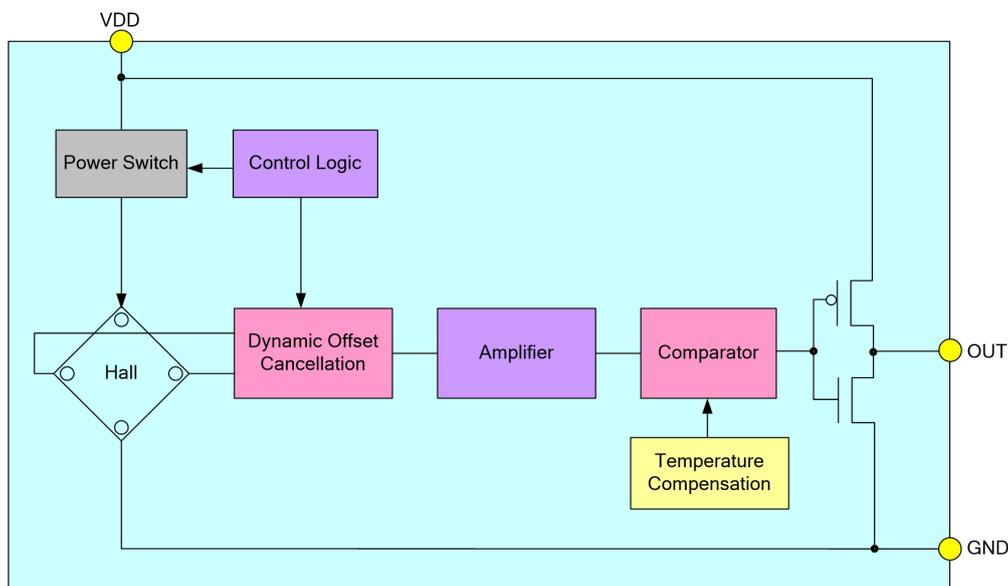 VDD
Power Switch
Control Logic
Hall
Dynamic Offset
Cancellation
Amplifier
Comparator
OUT
Temperature
Compensation
GND